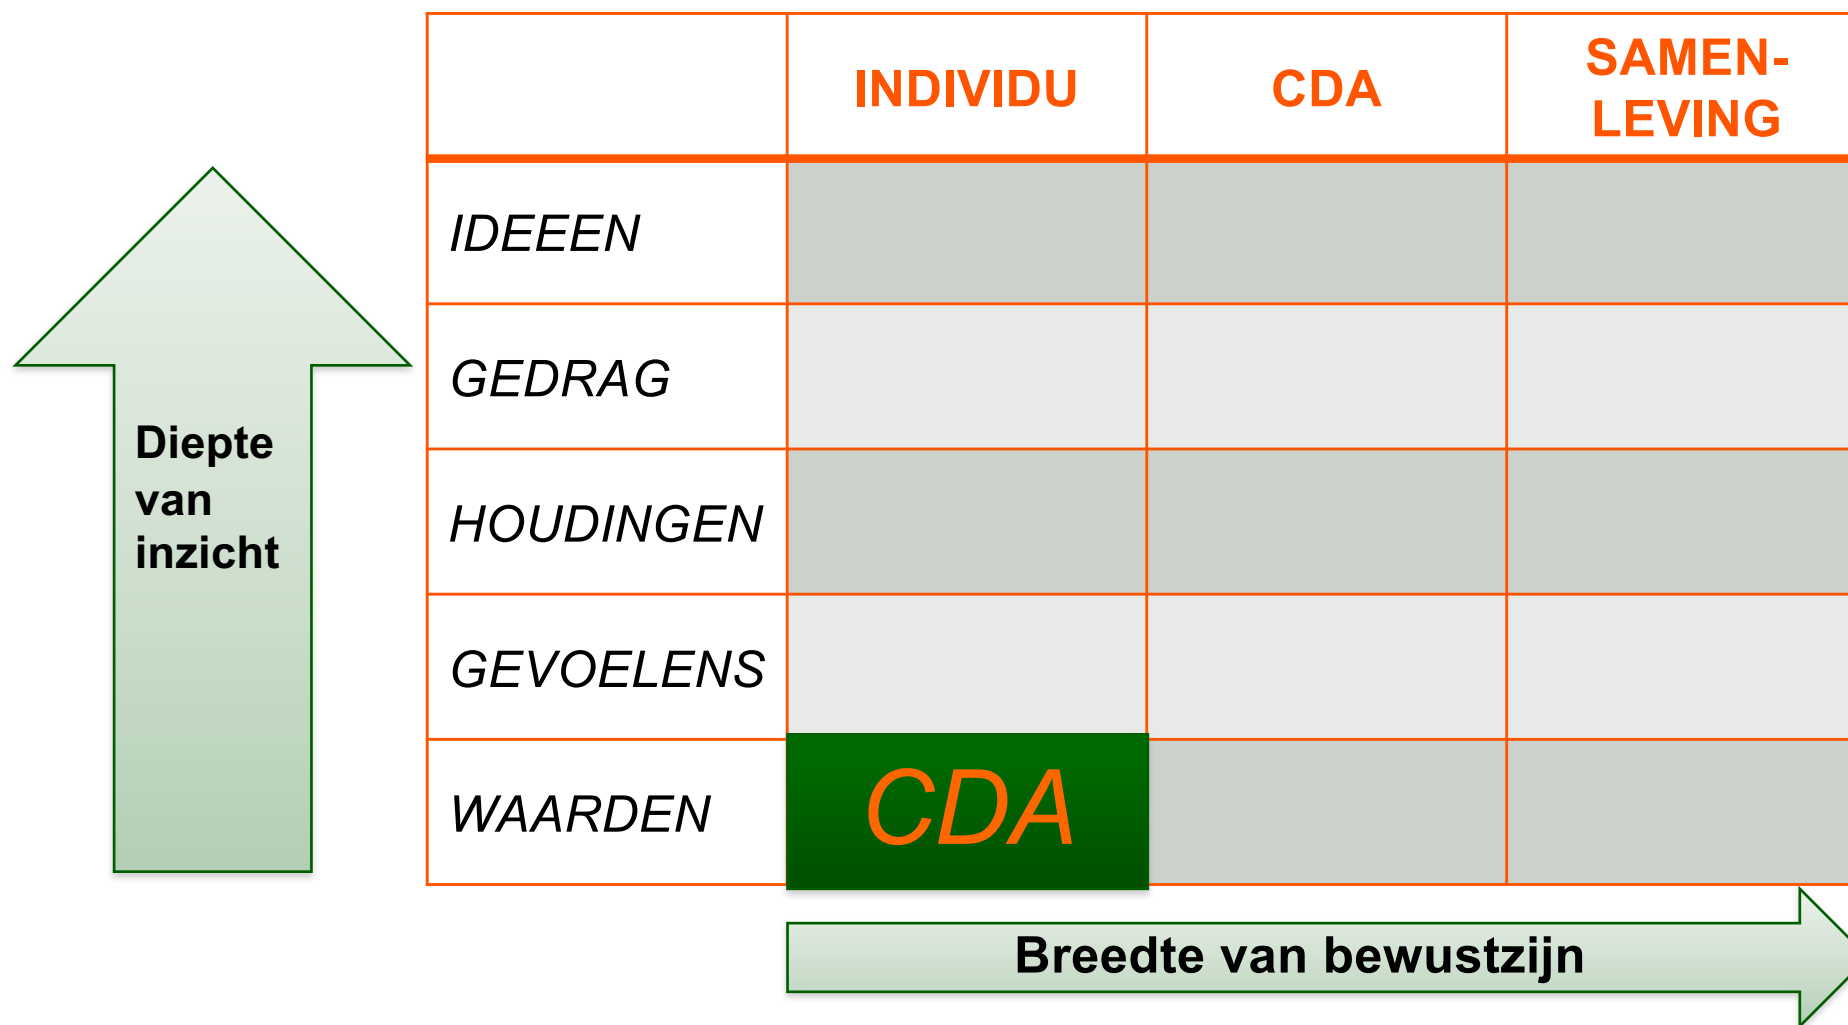 INDIVIDU
CDA
SAMEN-
LEVING
IDEEEN
GEDRAG
HOUDINGEN
GEVOELENS
WAARDEN
CDA
Diepte
van
inzicht
Breedte van bewustzijn